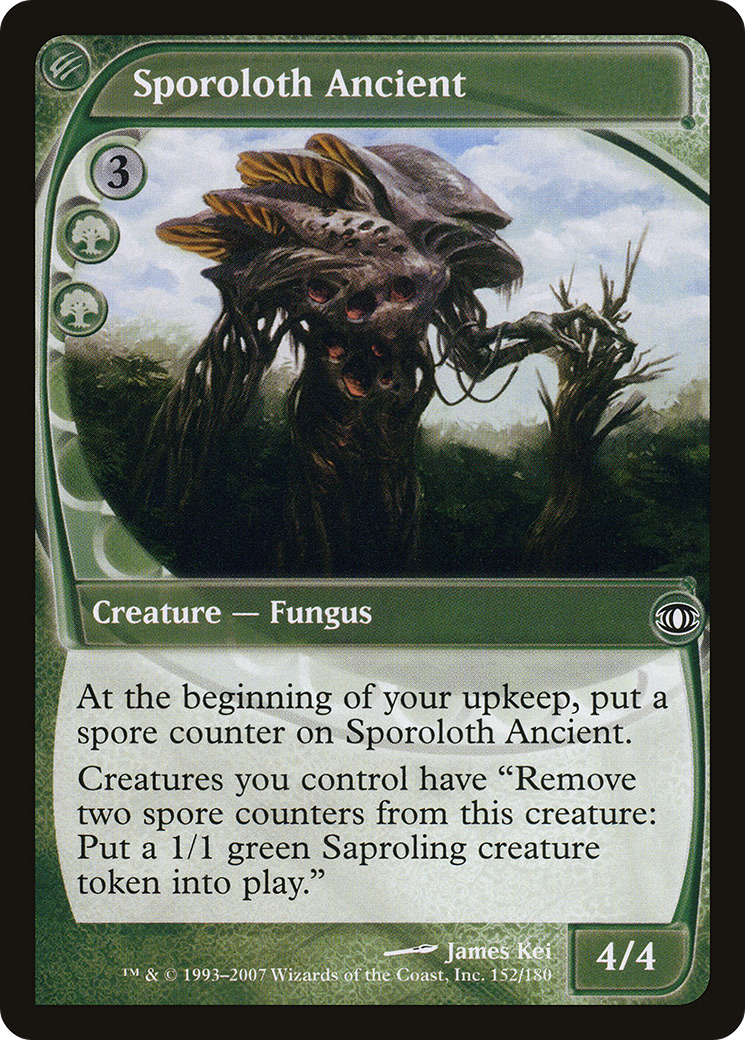 Sporoloth Ancient
3
Creature — Fungus
At the beginning of your upkeep, put a
spore counter on Sporoloth Ancient.
Creatures you control have “Remove
two spore counters from this creature:
Put a 1/1 green Saproling creature
token into play.”
James Kei
4/4
™ & © 1993–2007 Wizards of the Coast, Inc. 152/180